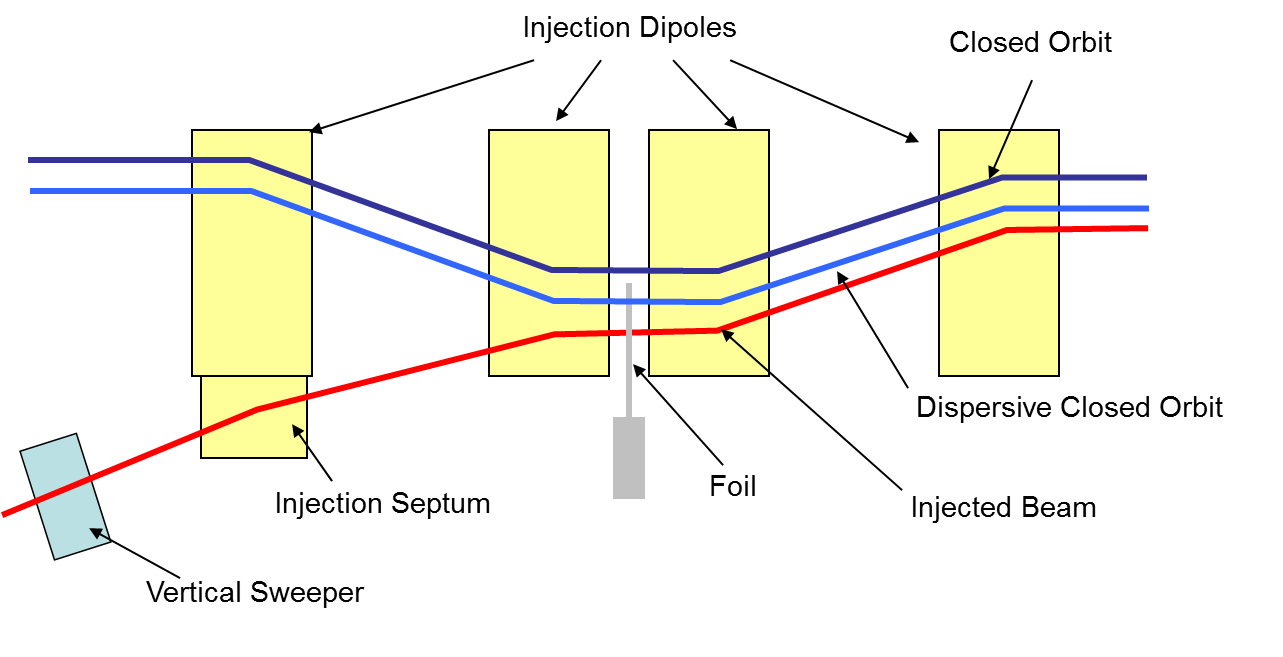 Injection Dipoles
Closed Orbit
Dispersive Closed Orbit
Foil
Injection Septum
Injected Beam
Vertical Sweeper